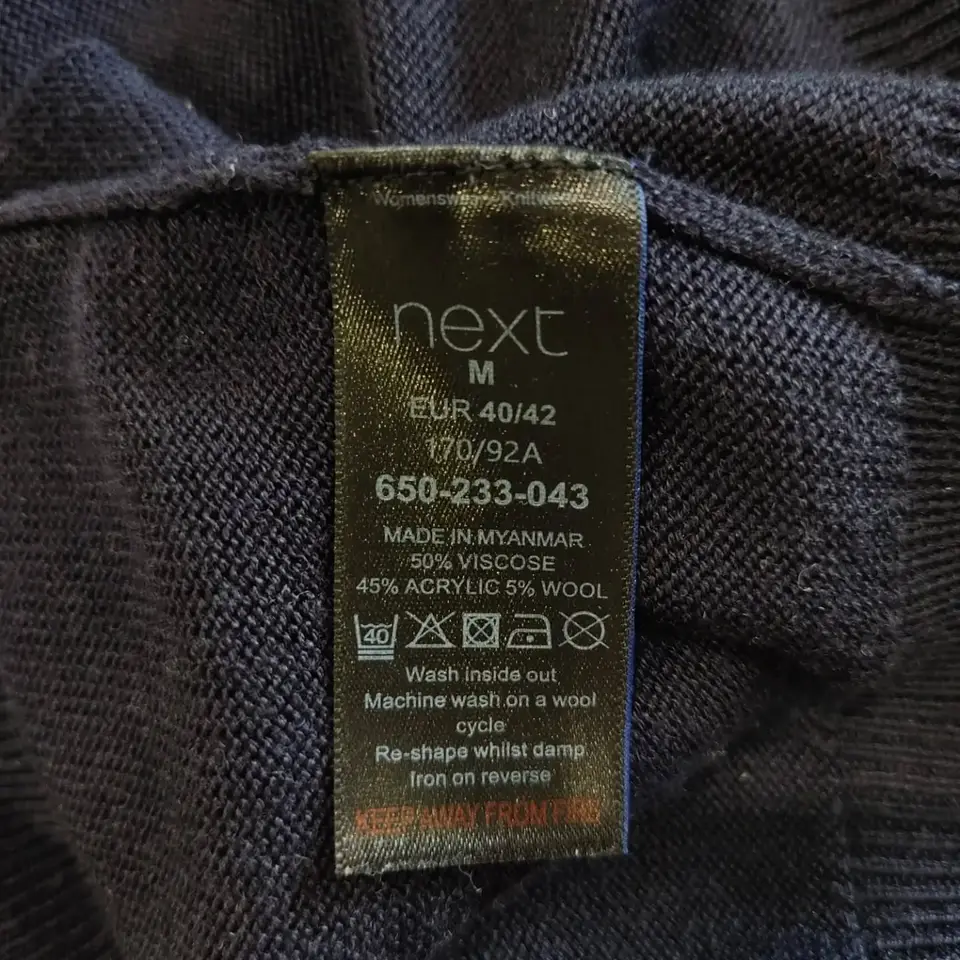 Womenswear - Knitwear
next
M
EUR 40/42
170/92A
650-233-043
MADE IN MYANMAR
50% VISCOSE
45% ACRYLIC 5% WOOL
40
Wash inside out
Machine wash on a wool
cycle
Re-shape whilst damp
Iron on reverse
KEEP AWAY FROM FIRE